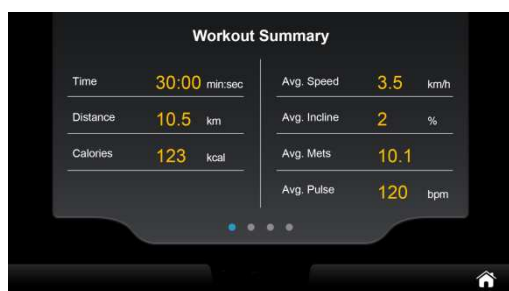 Workout Summary
Time 30:00 min:sec
Distance 10.5 km
Calories 123 kcal
Avg. Speed 3.5 km/h
Avg. Incline 2 %
Avg. Mets 10.1
Avg. Pulse 120 bpm